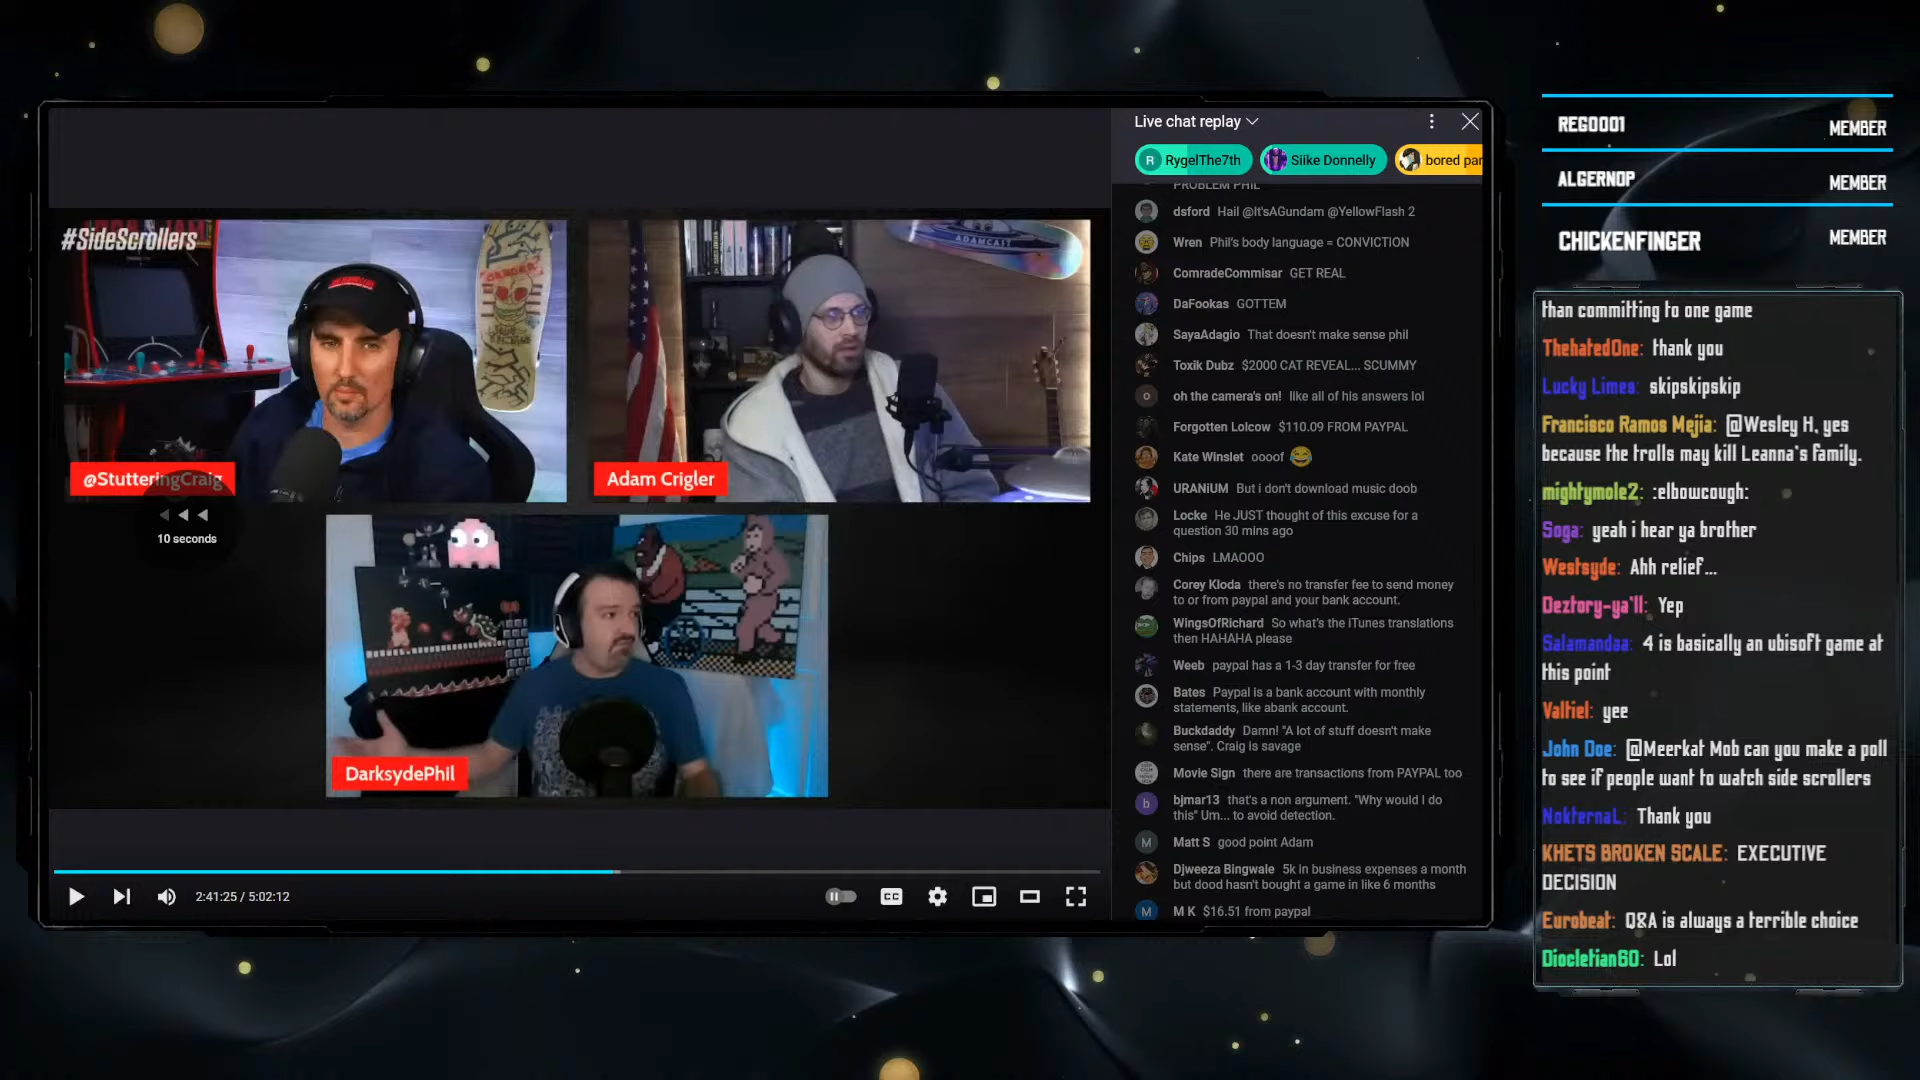 #SideScrollers
@StutteringCraig
ADAMCAST
Adam Crigler
10 seconds
DarksydePhil
2:41:25 / 5:02:12
CC
Live chat replay
R RygelThe7th
Siike Donnelly
bored par
PROBLEM PHIL
dsford Hail @It'sAGundam @YellowFlash 2
Wren Phil's body language = CONVICTION
ComradeCommisar GET REAL
DaFookas GOTTEM
SayaAdagio That doesn't make sense phil
Toxik Dubz $2000 CAT REVEAL... SCUMMY
o oh the camera's on! like all of his answers lol
Forgotten Lolcow $110.09 FROM PAYPAL
Kate Winslet oooof 😂
URANiUM But i don't download music doob
Locke He JUST thought of this excuse for a
question 30 mins ago
Chips LMAOOO
Corey Kloda there's no transfer fee to send money
to or from paypal and your bank account.
WingsOfRichard So what's the ITunes translations
then HAHAHA please
Weeb paypal has a 1-3 day transfer for free
Bates Paypal is a bank account with monthly
statements, like abank account.
Buckdaddy Damn! "A lot of stuff doesn't make
sense". Craig is savage
Movie Sign there are transactions from PAYPAL too
b bjmar13 that's a non argument. "Why would I do
this" Um... to avoid detection.
M Matt S good point Adam
Djweeza Bingwale 5k in business expenses a month
but dood hasn't bought a game in like 6 months
M M K $16.51 from paypal
REGO001 MEMBER
ALGERNOP MEMBER
CHICKENFINGER MEMBER
than committing to one game
ThehatedOne: thank you
Lucky Limes: skipskipskip
Francisco Ramos Mejia: @Wesley H, yes
because the trolls may kill Leanna's family.
mightymole2: :elbowcough:
Soga: yeah i hear ya brother
Westsyde: Ahh relief...
Deztory-ya'll: Yep
Salamandaa: 4 is basically an ubisoft game at
this point
Valtiel: yee
John Doe: @Meerkat Mob can you make a poll
to see if people want to watch side scrollers
NokternaL: Thank you
KHETS BROKEN SCALE: EXECUTIVE
DECISION
Eurobeat: Q&A is always a terrible choice
Diocletian60: Lol